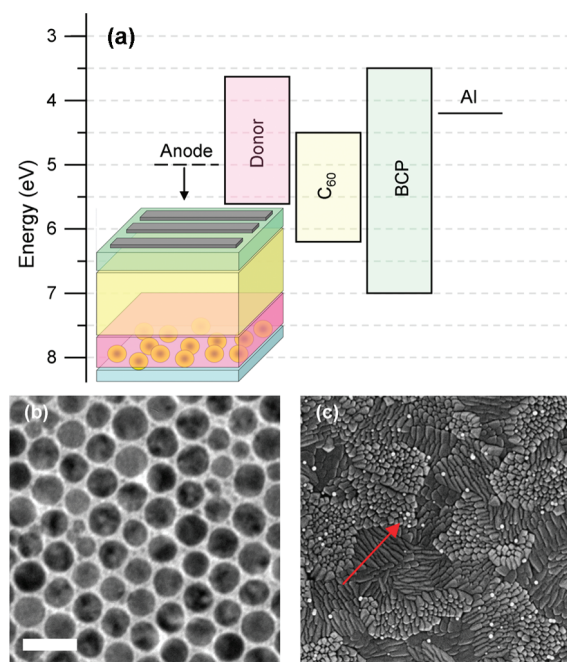 (a)
3
4
5
6
7
8
Energy (eV)
Anode
Donor
C₆₀
BCP
Al
(b)
(c)